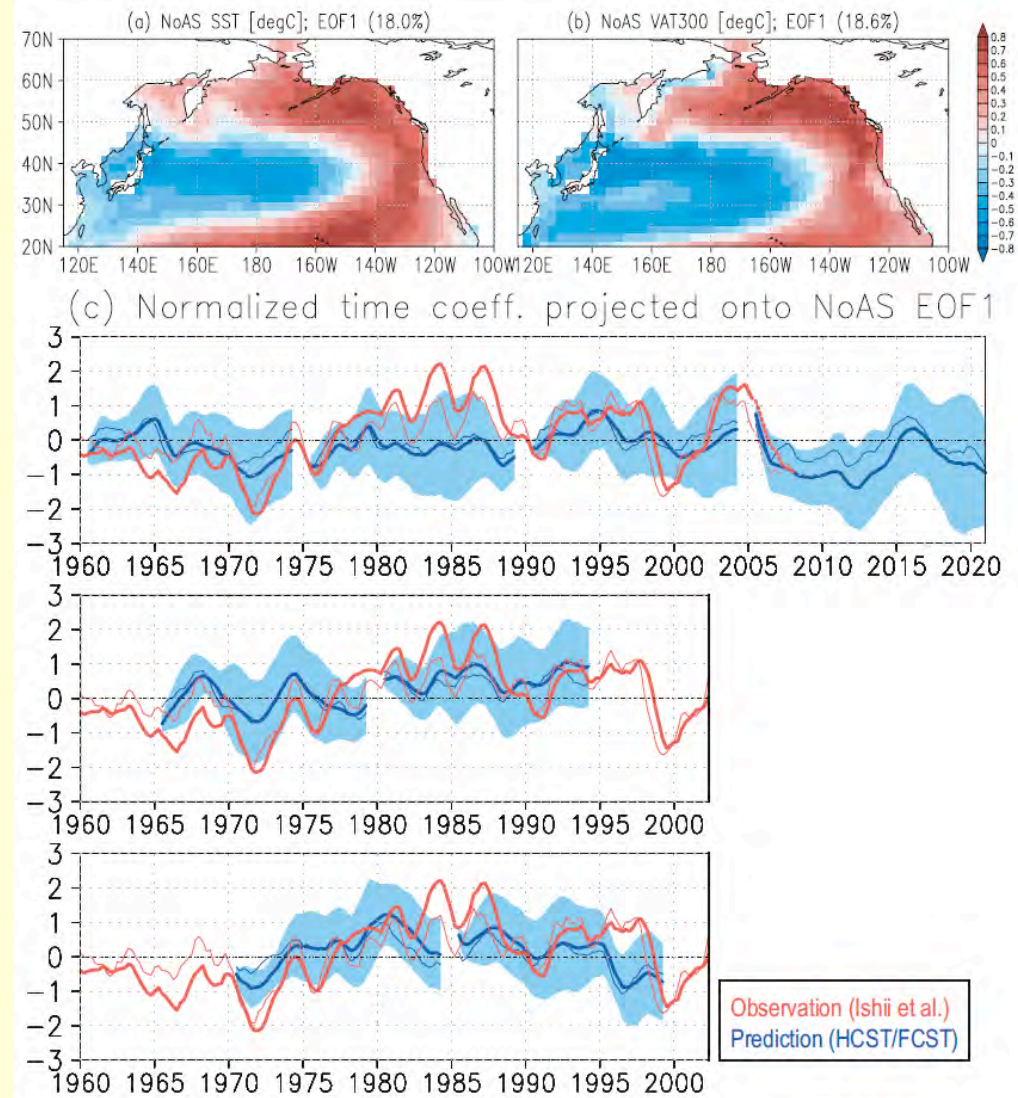 (a) NoAS SST [degC]; EOF1 (18.0%)
(b) NoAS VAT300 [degC]; EOF1 (18.6%)
70N
60N
50N
40N
30N
20N
120E 140E 160E 180 160W 140W 120W 100W
120E 140E 160E 180 160W 140W 120W 100W
0.8
0.7
0.6
0.5
0.4
0.3
0.2
0.1
0
-0.1
-0.2
-0.3
-0.4
-0.5
-0.6
-0.7
-0.8
(c) Normalized time coeff. projected onto NoAS EOF1
3
2
1
0
-1
-2
-3
1960 1965 1970 1975 1980 1985 1990 1995 2000 2005 2010 2015 2020
3
2
1
0
-1
-2
-3
1960 1965 1970 1975 1980 1985 1990 1995 2000
3
2
1
0
-1
-2
-3
1960 1965 1970 1975 1980 1985 1990 1995 2000
Observation (Ishii et al.)
Prediction (HCST/FCST)